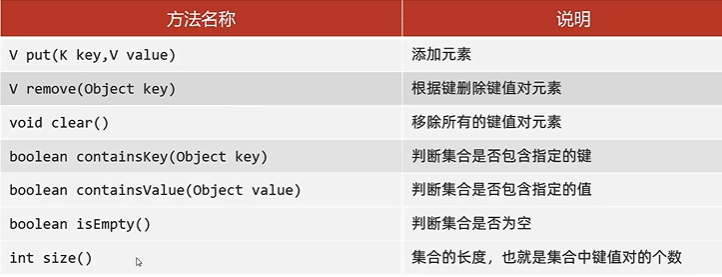 方法名称 说明
V put(K key,V value) 添加元素
V remove(Object key) 根据键删除键值对元素
void clear() 移除所有的键值对元素
boolean containsKey(Object key) 判断集合是否包含指定的键
boolean containsValue(Object value) 判断集合是否包含指定的值
boolean isEmpty() 判断集合是否为空
int size() 集合的长度，也就是集合中键值对的个数